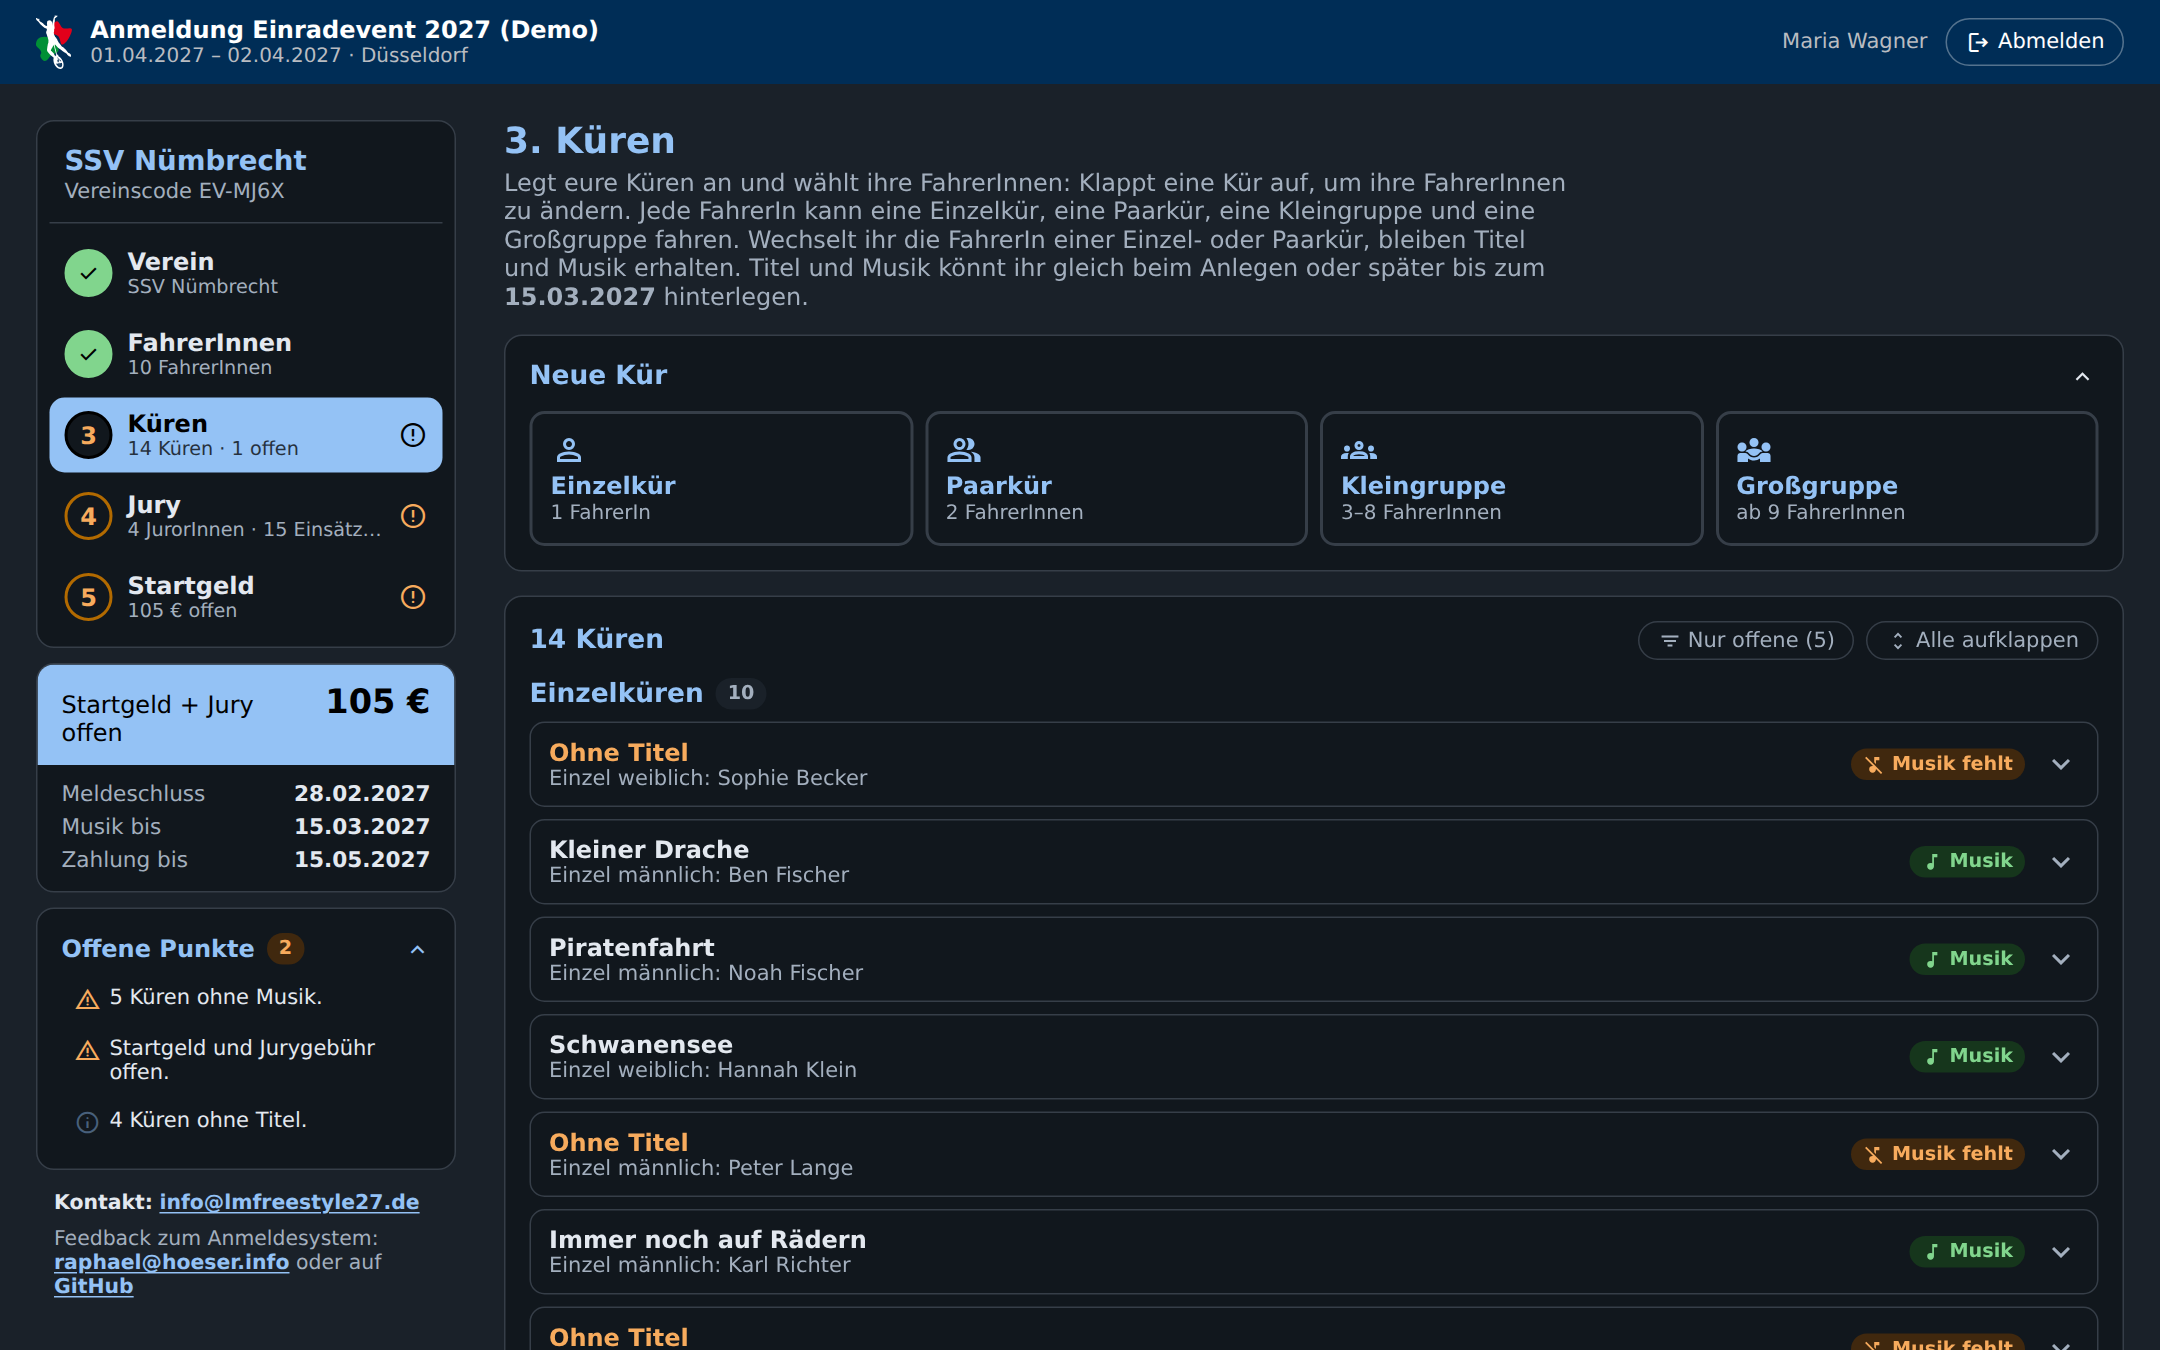 Anmeldung Einradevent 2027 (Demo)
01.04.2027 – 02.04.2027 · Düsseldorf
Maria Wagner
Abmelden
SSV Nümbrecht
Vereinscode EV-MJ6X
Verein
SSV Nümbrecht
FahrerInnen
10 FahrerInnen
3
Küren
14 Küren · 1 offen
4
Jury
4 JurorInnen · 15 Einsätz…
5
Startgeld
105 € offen
Startgeld + Jury
offen
105 €
Meldeschluss 28.02.2027
Musik bis 15.03.2027
Zahlung bis 15.05.2027
Offene Punkte 2
5 Küren ohne Musik.
Startgeld und Jurygebühr
offen.
4 Küren ohne Titel.
Kontakt: info@lmfreestyle27.de
Feedback zum Anmeldesystem:
raphael@hoeser.info oder auf
GitHub
3. Küren
Legt eure Küren an und wählt ihre FahrerInnen: Klappt eine Kür auf, um ihre FahrerInnen
zu ändern. Jede FahrerIn kann eine Einzelkür, eine Paarkür, eine Kleingruppe und eine
Großgruppe fahren. Wechselt ihr die FahrerIn einer Einzel- oder Paarkür, bleiben Titel
und Musik erhalten. Titel und Musik könnt ihr gleich beim Anlegen oder später bis zum
15.03.2027 hinterlegen.
Neue Kür
Einzelkür
1 FahrerIn
Paarkür
2 FahrerInnen
Kleingruppe
3–8 FahrerInnen
Großgruppe
ab 9 FahrerInnen
14 Küren
Nur offene (5)
Alle aufklappen
Einzelküren 10
Ohne Titel
Einzel weiblich: Sophie Becker
Musik fehlt
Kleiner Drache
Einzel männlich: Ben Fischer
Musik
Piratenfahrt
Einzel männlich: Noah Fischer
Musik
Schwanensee
Einzel weiblich: Hannah Klein
Musik
Ohne Titel
Einzel männlich: Peter Lange
Musik fehlt
Immer noch auf Rädern
Einzel männlich: Karl Richter
Musik
Ohne Titel
Musik fehlt